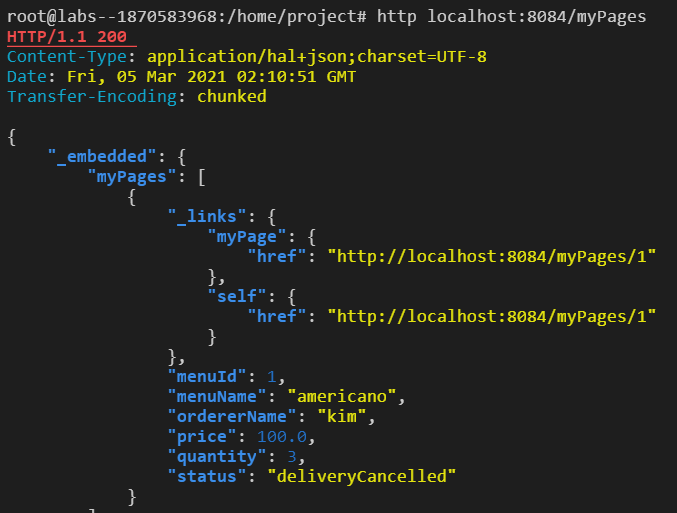 root@labs--1870583968:/home/project# http localhost:8084/myPages
HTTP/1.1 200
Content-Type: application/hal+json;charset=UTF-8
Date: Fri, 05 Mar 2021 02:10:51 GMT
Transfer-Encoding: chunked
{
    "_embedded": {
        "myPages": [
            {
                "_links": {
                    "myPage": {
                        "href": "http://localhost:8084/myPages/1"
                    },
                    "self": {
                        "href": "http://localhost:8084/myPages/1"
                    }
                },
                "menuId": 1,
                "menuName": "americano",
                "ordererName": "kim",
                "price": 100.0,
                "quantity": 3,
                "status": "deliveryCancelled"
            }